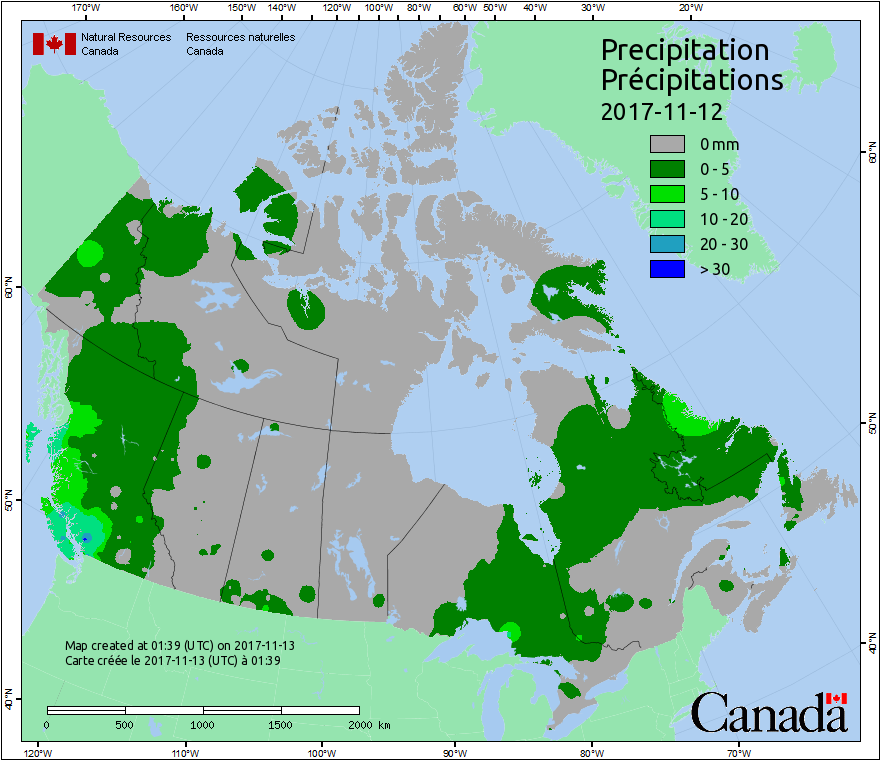 170°W 160°W 150°W 140°W 130°W 120°W 110°W 100°W 90°W 80°W 70°W 60°W 50°W 40°W 30°W 20°W
Natural Resources Canada
Ressources naturelles Canada
Precipitation
Précipitations
2017-11-12
0 mm
0 - 5
5 - 10
10 - 20
20 - 30
> 30
60°N
60°N
50°N
50°N
40°N
40°N
Map created at 01:39 (UTC) on 2017-11-13
Carte créée le 2017-11-13 (UTC) à 01:39
0 500 1000 1500 2000 km
Canada
120°W 110°W 100°W 90°W 80°W 70°W